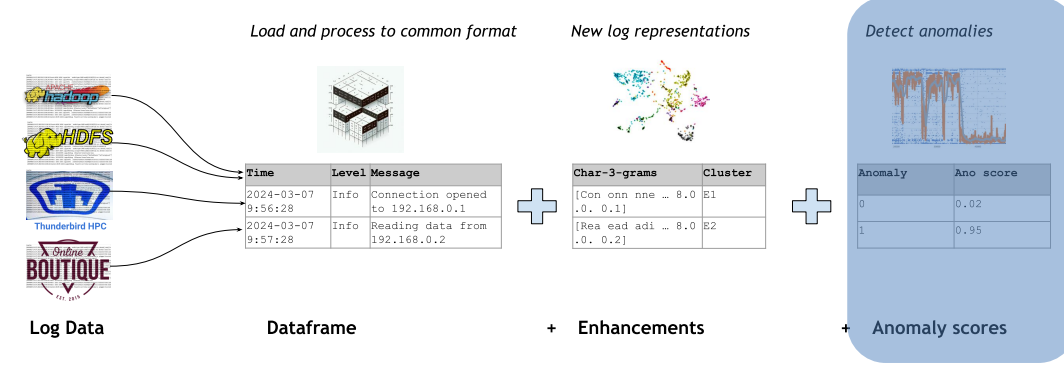 Load and process to common format
New log representations
Detect anomalies
APACHE
hadoop
HDFS
Thunderbird HPC
Online
BOUTIQUE
EST. 2015
Time Level Message
2024-03-07 9:56:28 Info Connection opened to 192.168.0.1
2024-03-07 9:57:28 Info Reading data from 192.168.0.2
Char-3-grams Cluster
[Con onn nne … 8.0 .0. 0.1] E1
[Rea ead adi … 8.0 .0. 0.2] E2
Anomaly Ano score
0 0.02
1 0.95
Log Data
Dataframe
+ Enhancements
+ Anomaly scores